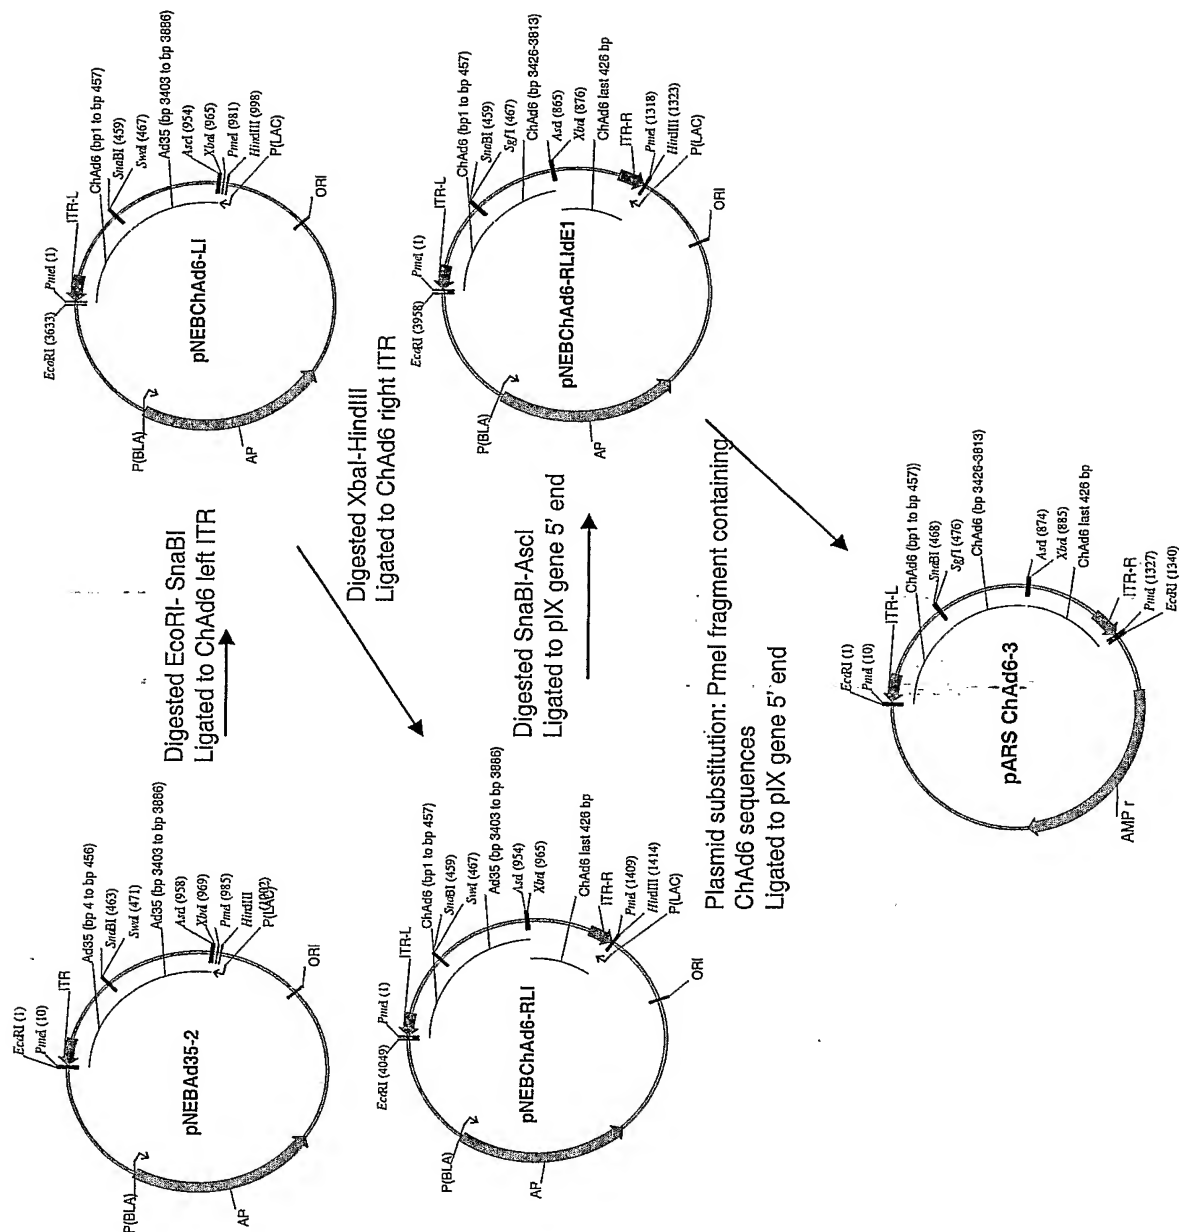 EcoRI (1)
PmeI (10)
ITR
Ad35 (bp 4 to bp 456)
SnaBI (463)
SwaI (471)
Ad35 (bp 3403 to bp 3886)
AscI (958)
XbaI (969)
PmeI (985)
HindIII
P(LAC)
ORI
AP
P(BLA)
pNEBAd35-2
Digested EcoRI- SnaBI
Ligated to ChAd6 left ITR
EcoRI (3633)
PmeI (1)
ITR-L
ChAd6 (bp1 to bp 457)
SnaBI (459)
SwaI (467)
Ad35 (bp 3403 to bp 3886)
AscI (954)
XbaI (965)
PmeI (981)
HindIII (998)
P(LAC)
ORI
AP
P(BLA)
pNEBChAd6-LI
Digested XbaI-HindIII
Ligated to ChAd6 right ITR
EcoRI (4049)
PmeI (1)
ITR-L
ChAd6 (bp1 to bp 457)
SnaBI (459)
SwaI (467)
Ad35 (bp 3403 to bp 3886)
AscI (954)
XbaI (965)
ChAd6 last 426 bp
ITR-R
PmeI (1409)
HindIII (1414)
P(LAC)
ORI
AP
P(BLA)
pNEBChAd6-RLI
Digested SnaBI-AscI
Ligated to pIX gene 5' end
EcoRI (3958)
PmeI (1)
ITR-L
ChAd6 (bp1 to bp 457)
SnaBI (459)
SgfI (467)
ChAd6 (bp 3426-3813)
AscI (865)
XbaI (876)
ChAd6 last 426 bp
ITR-R
PmeI (1318)
HindIII (1323)
P(LAC)
ORI
AP
P(BLA)
pNEBChAd6-RLIdE1
Plasmid substitution: PmeI fragment containing
ChAd6 sequences
Ligated to pIX gene 5' end
EcoRI (1)
PmeI (10)
ITR-L
ChAd6 (bp1 to bp 457))
SnaBI (468)
SgfI (476)
ChAd6 (bp 3426-3813)
AscI (874)
XbaI (885)
ChAd6 last 426 bp
ITR-R
PmeI (1327)
EcoRI (1340)
AMP r
pARS ChAd6-3